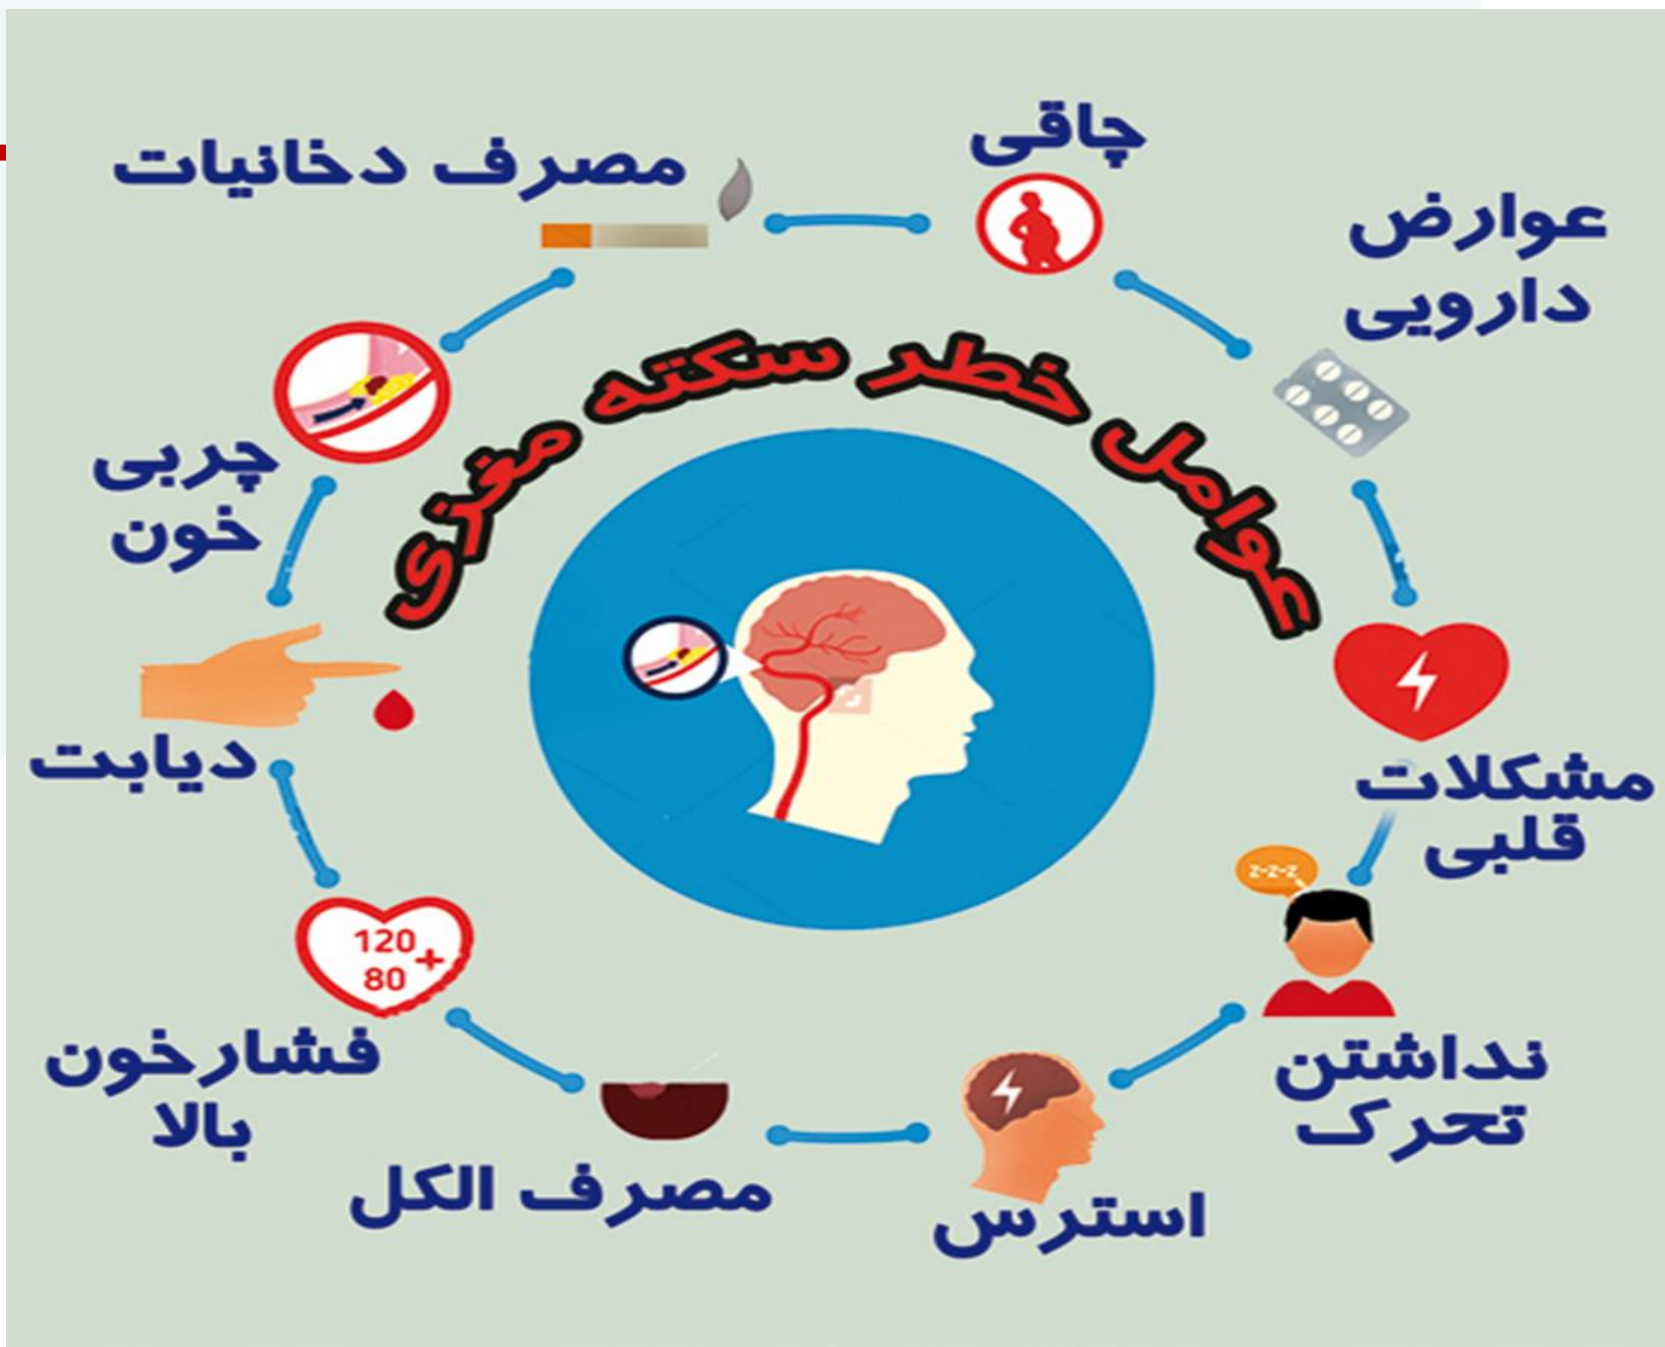 عوامل خطر سکته مغزی
چاقی
عوارض
دارویی
مشکلات
قلبی
z-z-z
نداشتن
تحرک
استرس
مصرف الکل
120
80 +
فشارخون
بالا
دیابت
چربی
خون
مصرف دخانیات